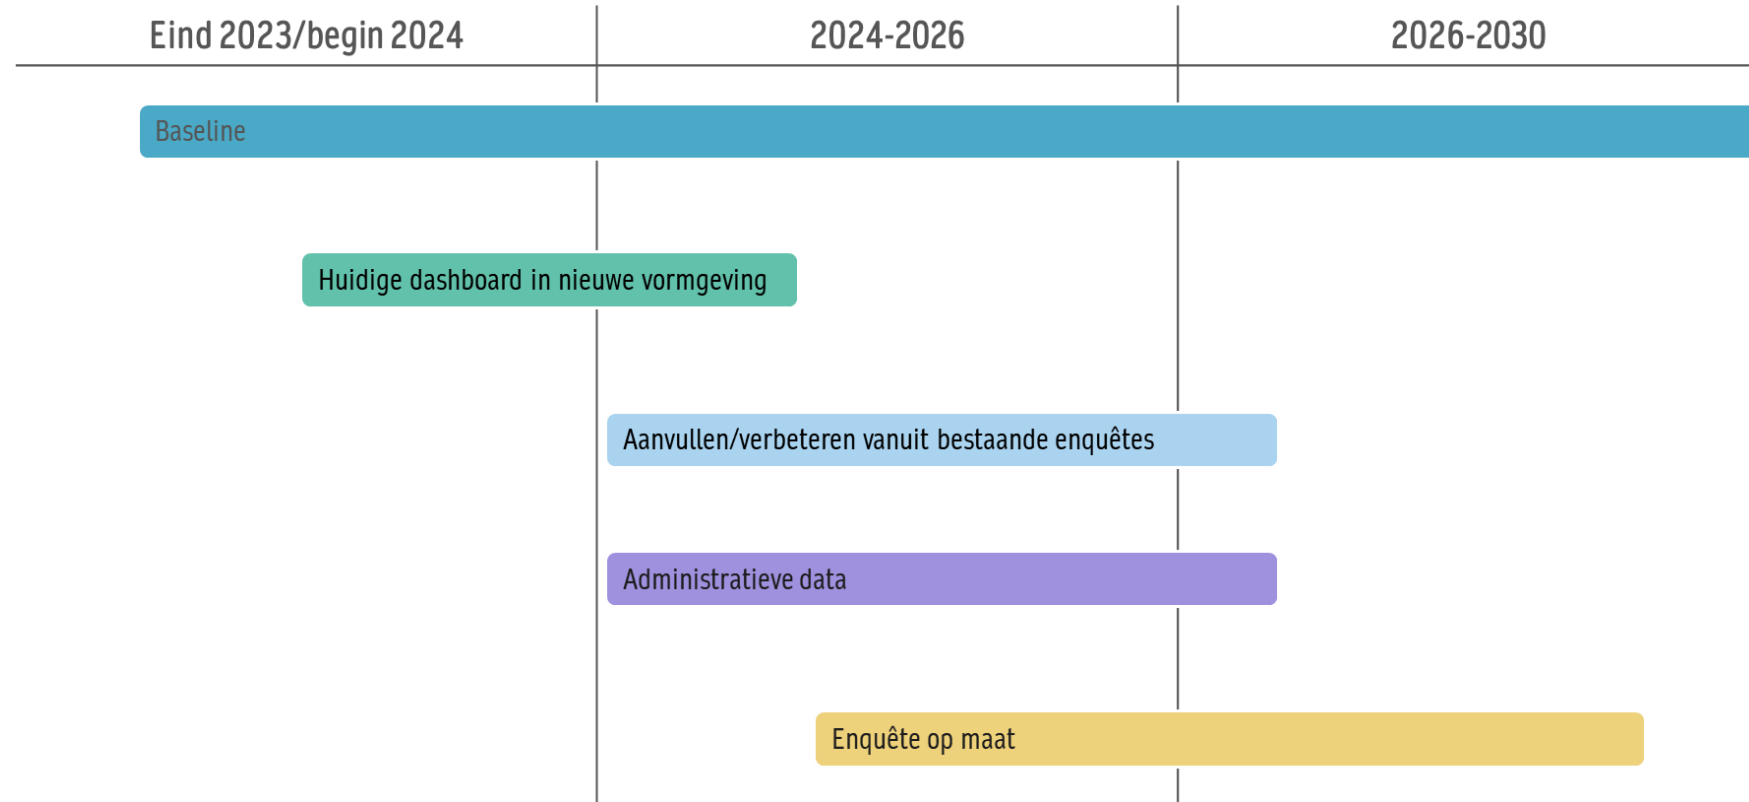 Eind 2023/begin 2024
2024-2026
2026-2030
Baseline
Huidige dashboard in nieuwe vormgeving
Aanvullen/verbeteren vanuit bestaande enquêtes
Administratieve data
Enquête op maat